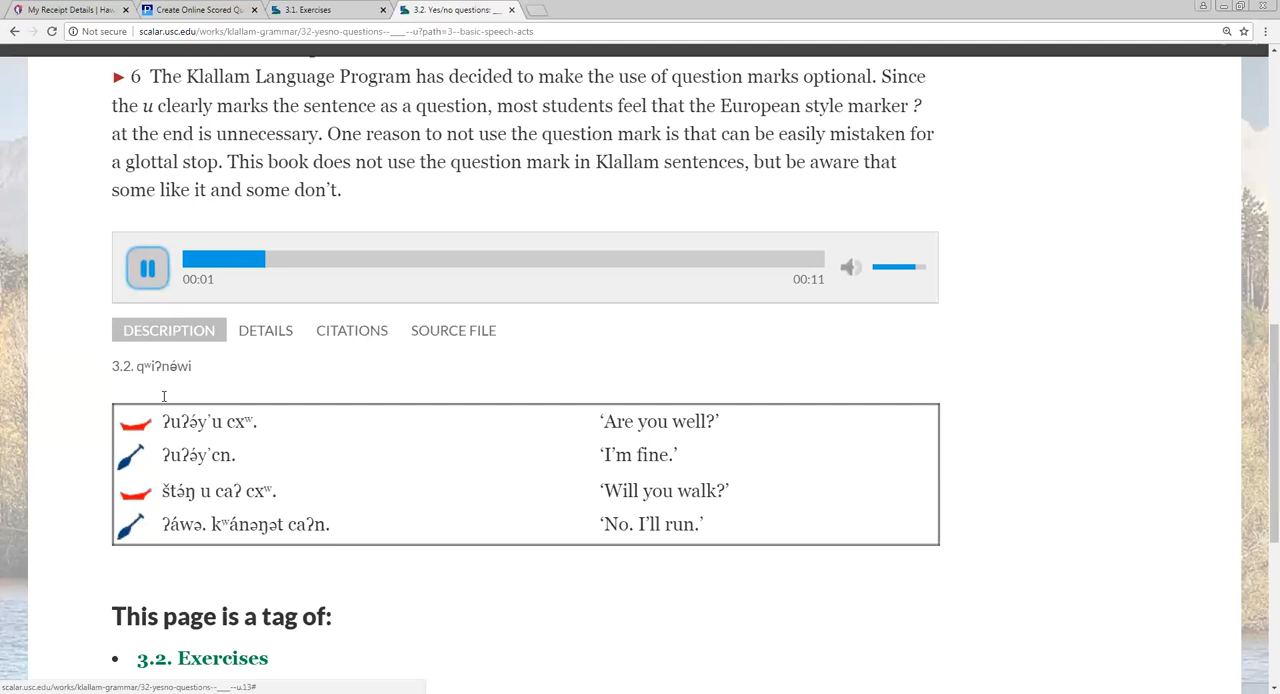 My Receipt Details | Haw
Create Online Scored Qu
3.1. Exercises
3.2. Yes/no questions: ___
Not secure | scalar.usc.edu/works/klallam-grammar/32-yesno-questions--____--u?path=3--basic-speech-acts
► 6 The Klallam Language Program has decided to make the use of question marks optional. Since
the u clearly marks the sentence as a question, most students feel that the European style marker ?
at the end is unnecessary. One reason to not use the question mark is that can be easily mistaken for
a glottal stop. This book does not use the question mark in Klallam sentences, but be aware that
some like it and some don’t.
00:01 00:11
DESCRIPTION DETAILS CITATIONS SOURCE FILE
3.2. qʷiʔnə́wi
ʔuʔə́y̓ u cxʷ. ‘Are you well?’
ʔuʔə́y̓ cn. ‘I’m fine.’
štə́ŋ u caʔ cxʷ. ‘Will you walk?’
ʔáwə. kʷánəŋət caʔn. ‘No. I’ll run.’
This page is a tag of:
• 3.2. Exercises
scalar.usc.edu/works/klallam-grammar/32-yesno-questions--____--u.13#